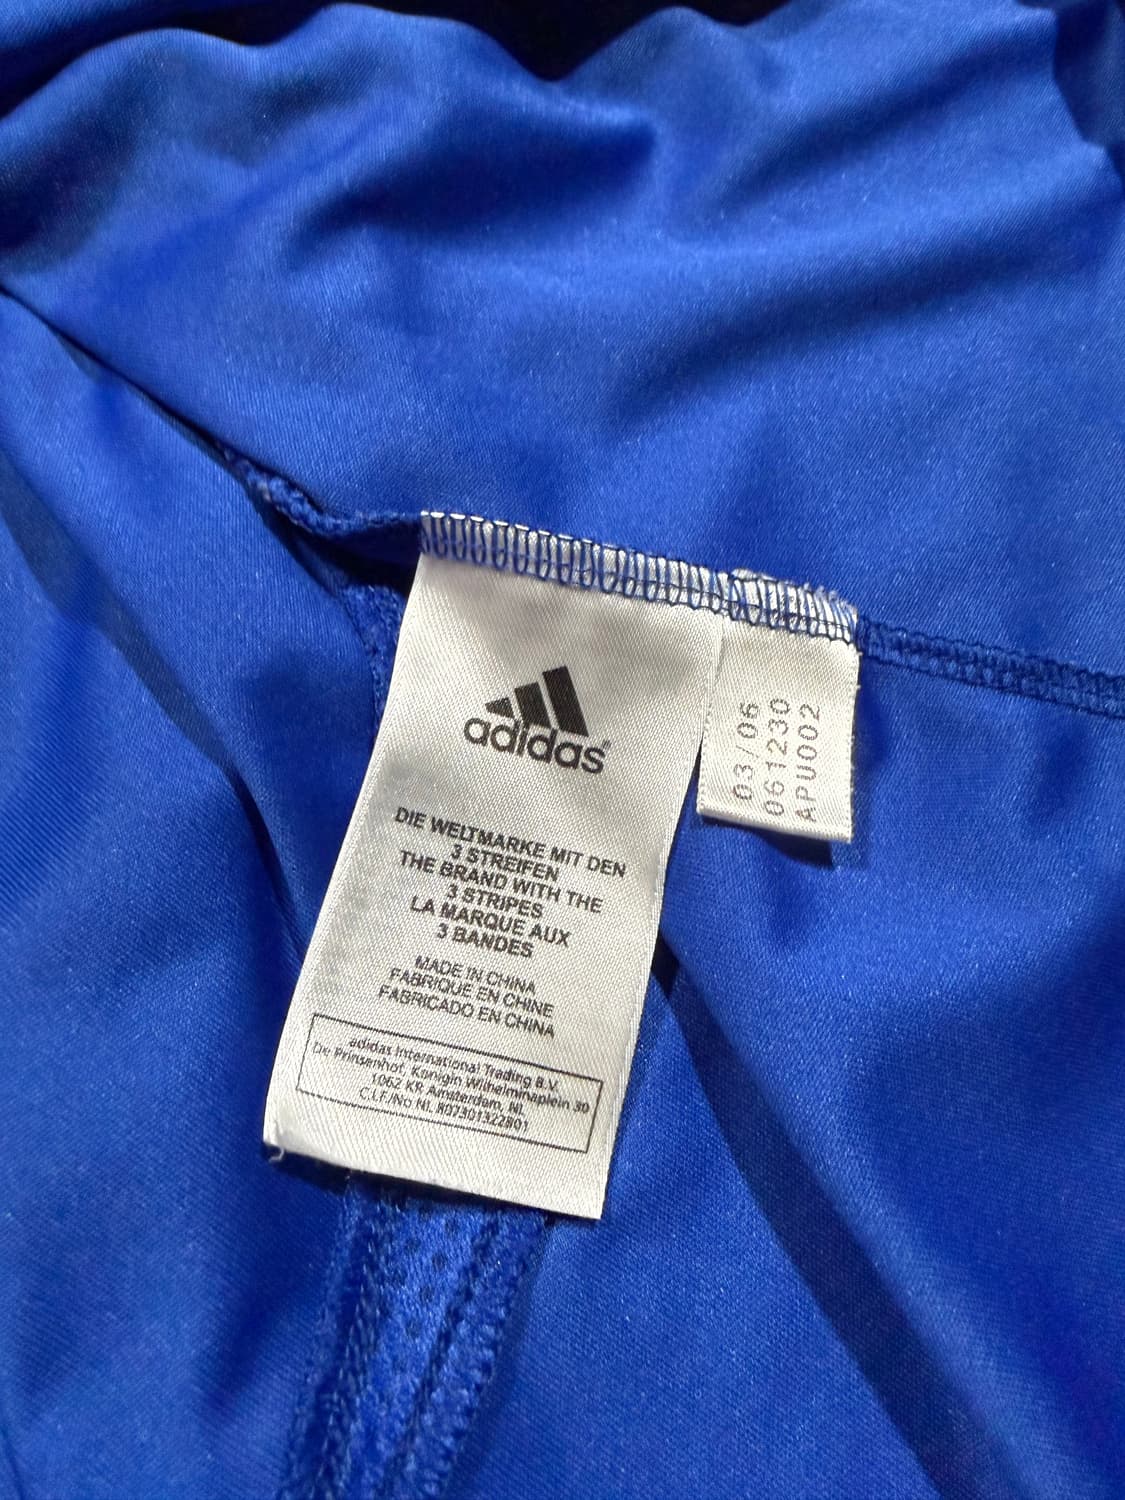 adidas®
DIE WELTMARKE MIT DEN
3 STREIFEN
THE BRAND WITH THE
3 STRIPES
LA MARQUE AUX
3 BANDES
MADE IN CHINA
FABRIQUE EN CHINE
FABRICADO EN CHINA
adidas International Trading B.V.
De Prinsenhof, Konigin Wilhelminaplein 30
1062 KR Amsterdam, NL
C.I.F./No NL 807301322B01
03/06
061230
APU002